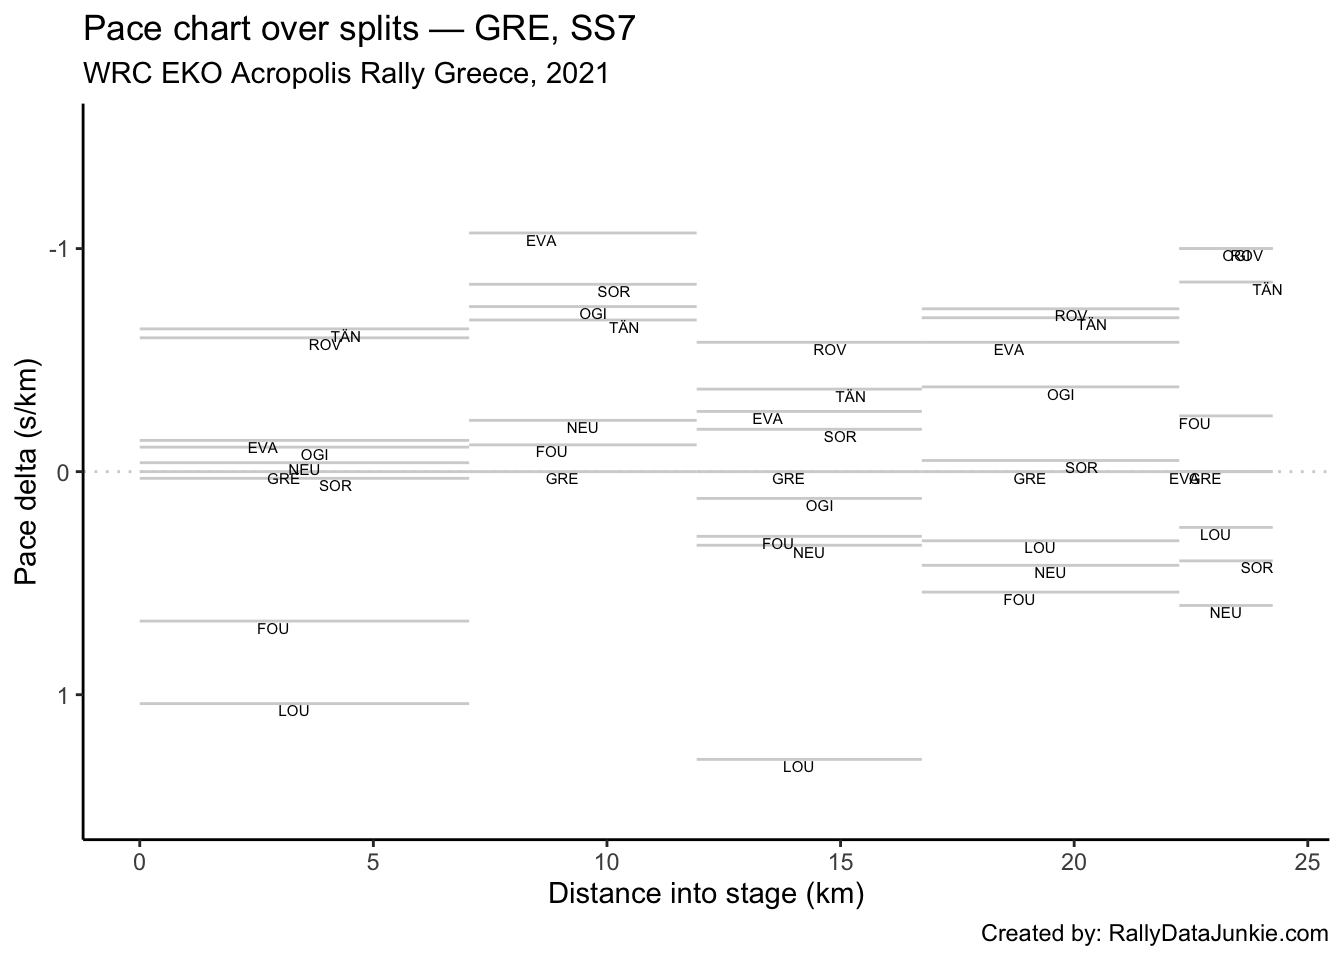 Pace chart over splits — GRE, SS7
WRC EKO Acropolis Rally Greece, 2021
Pace delta (s/km)
-1
0
1
TÄN
ROV
EVA
OGI
NEU
GRE
SOR
FOU
LOU
EVA
SOR
OGI
TÄN
NEU
FOU
GRE
ROV
TÄN
EVA
SOR
GRE
OGI
FOU
NEU
LOU
ROV
TÄN
EVA
OGI
SOR
GRE
LOU
NEU
FOU
OGI
ROV
TÄN
FOU
EVA
GRE
LOU
SOR
NEU
0 5 10 15 20 25
Distance into stage (km)
Created by: RallyDataJunkie.com